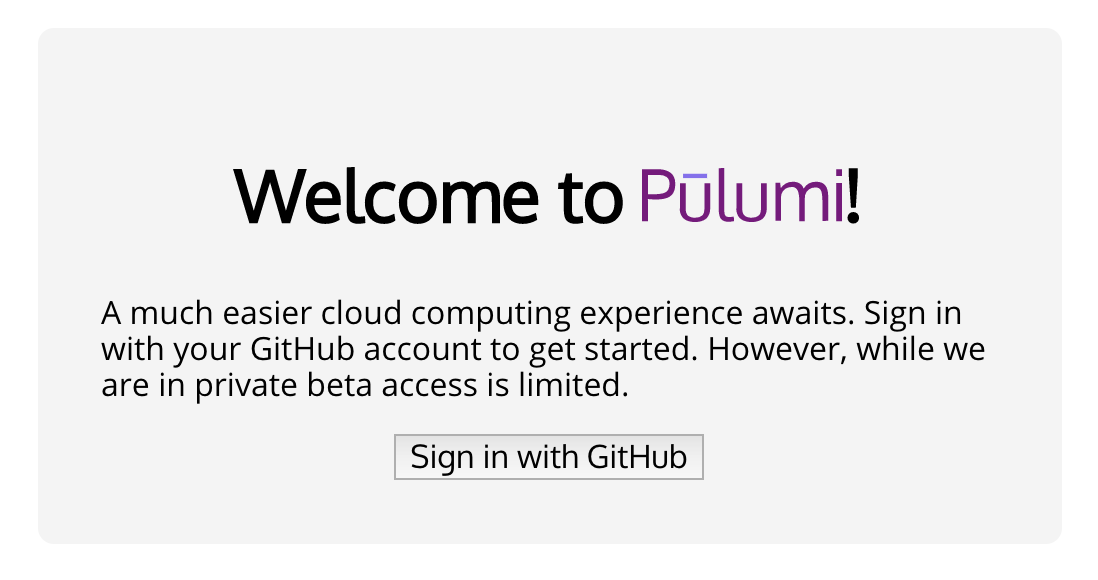 Welcome to Pūlumi!
A much easier cloud computing experience awaits. Sign in
with your GitHub account to get started. However, while we
are in private beta access is limited.
Sign in with GitHub